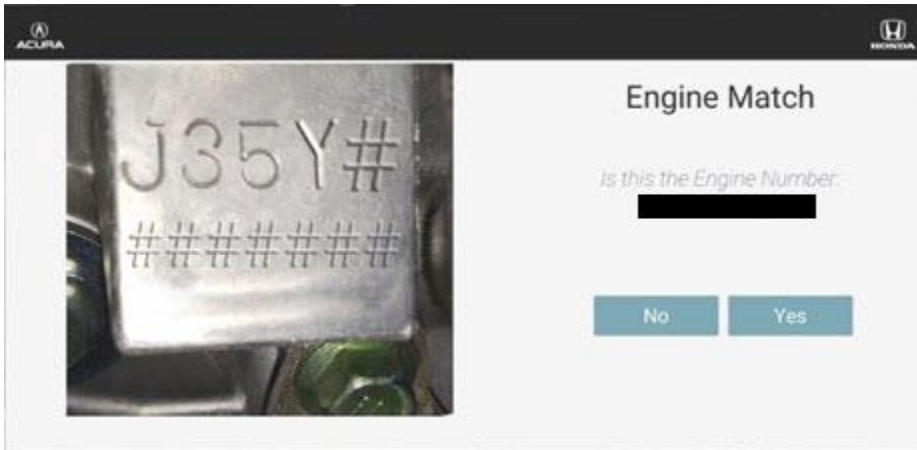 ACURA
HONDA
J35Y#
#######
Engine Match
Is this the Engine Number:
No
Yes